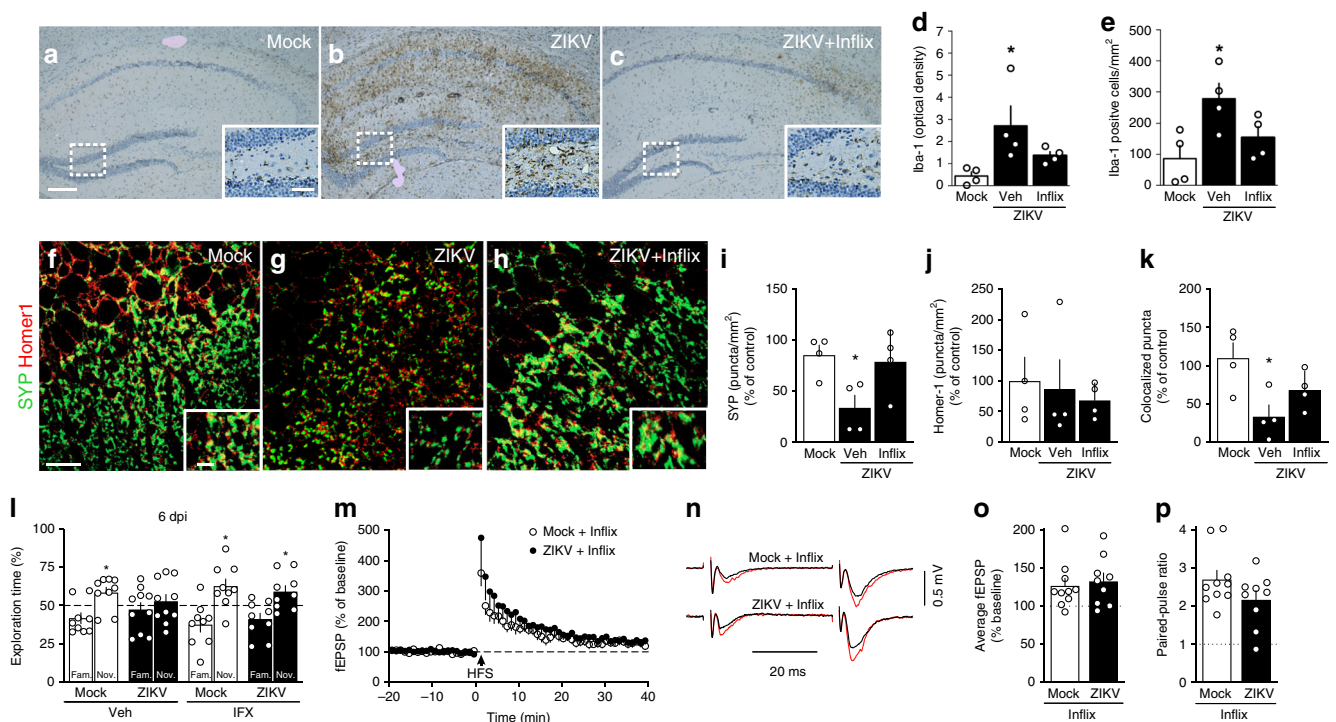 a
Mock
b
ZIKV
c
ZIKV+Inflix
d
Iba-1 (optical density)
7
6
5
4
3
2
1
0
*
Mock
Veh
Inflix
ZIKV
e
Iba-1 positve cells/mm²
500
400
300
200
100
0
*
Mock
Veh
Inflix
ZIKV
SYP Homer1
f
Mock
g
ZIKV
h
ZIKV+Inflix
i
SYP (puncta/mm²)
(% of control)
150
100
50
0
*
Mock
Veh
Inflix
ZIKV
j
Homer-1 (puncta/mm²)
(% of control)
250
200
150
100
50
0
Mock
Veh
Inflix
ZIKV
k
Colocalized puncta
(% of control)
200
150
100
50
0
*
Mock
Veh
Inflix
ZIKV
l
6 dpi
Exploration time (%)
100
75
50
25
0
*
*
*
Fam.
Nov.
Fam.
Nov.
Fam.
Nov.
Fam.
Nov.
Mock
ZIKV
Mock
ZIKV
Veh
IFX
m
fEPSP (% of baseline)
500
400
300
200
100
0
Mock + Inflix
ZIKV + Inflix
HFS
–20
–10
0
10
20
30
40
Time (min)
n
Mock + Inflix
ZIKV + Inflix
0.5 mV
20 ms
o
Average fEPSP
(% baseline)
200
150
100
50
0
Mock
ZIKV
Inflix
p
Paired-pulse ratio
4
3
2
1
0
Mock
ZIKV
Inflix